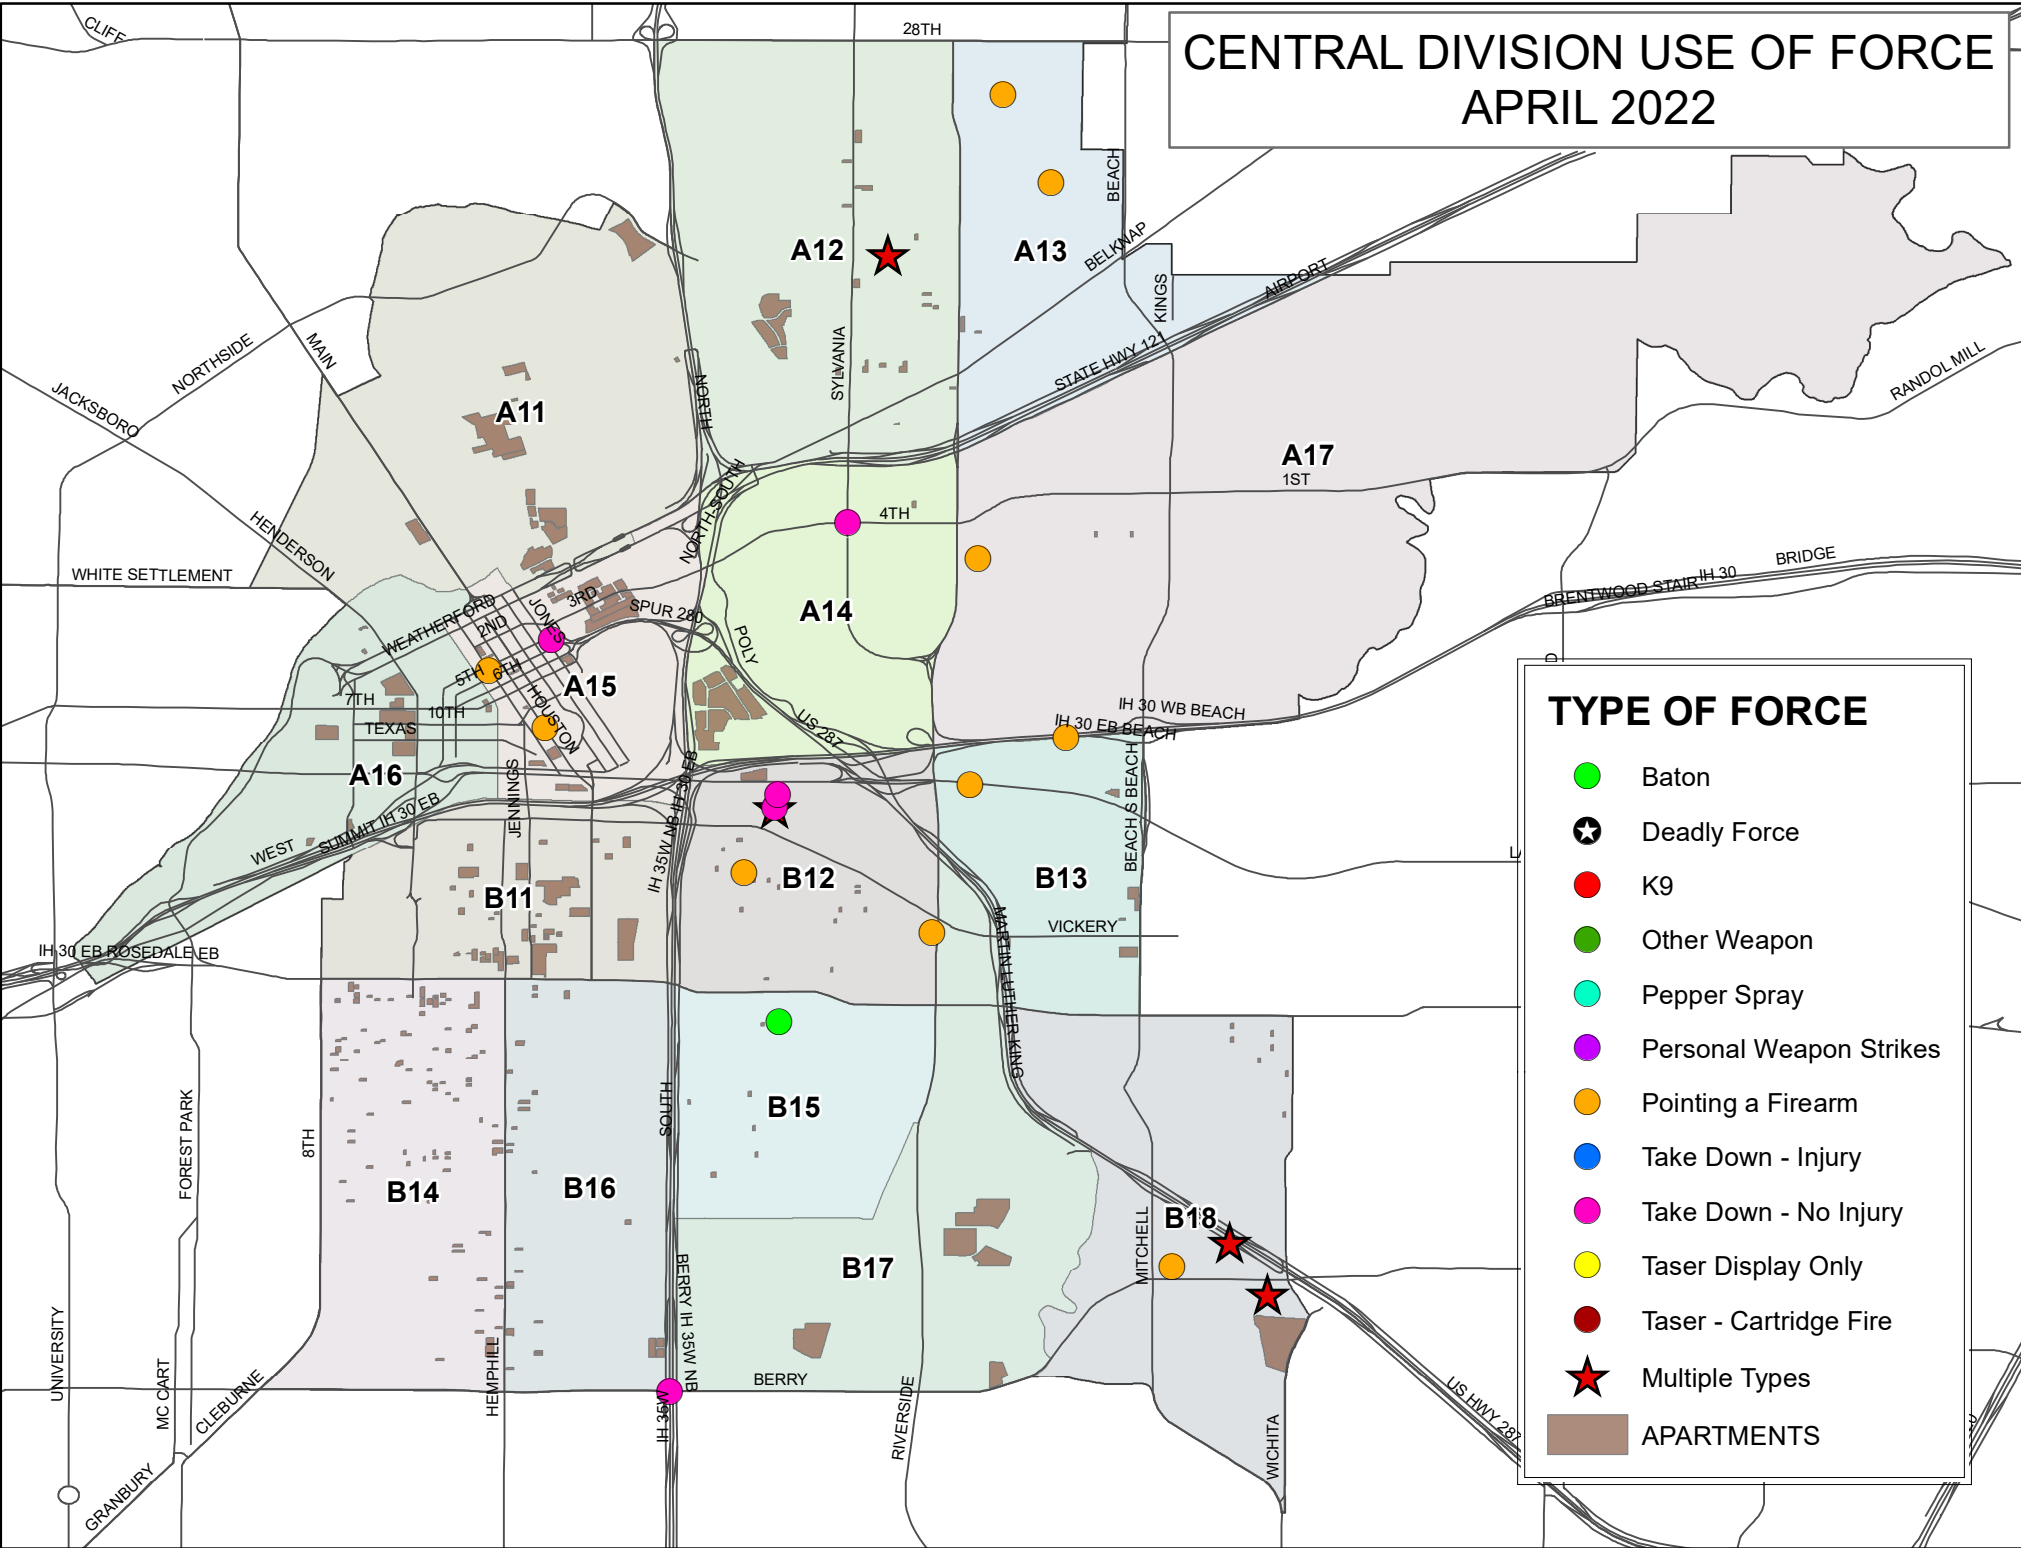 CENTRAL DIVISION USE OF FORCE
APRIL 2022
CLIFF
28TH
BEACH
BELKNAP
A12
A13
AIRPORT
KINGS
NORTHSIDE
MAIN
SYLVANIA
STATE HWY 121
RANDOL MILL
JACKSBORO
NORTH
A11
A17
1ST
NORTH-SOUTH
4TH
HENDERSON
WHITE SETTLEMENT
BRIDGE
IH 30
BRENTWOOD STAIR
3RD
JONES
SPUR 280
WEATHERFORD
2ND
A14
POLY
5TH
6TH
A15
HOUSTON
7TH
10TH
TEXAS
US 287
IH 30 WB BEACH
IH 30 EB BEACH
A16
JENNINGS
IH 35W NB IH 30 EB
BEACH S BEACH
SUMMIT IH 30 EB
WEST
B12
B13
B11
VICKERY
MARTIN LUTHER KING
IH 30 EB ROSEDALE EB
FOREST PARK
8TH
SOUTH
B15
B14
B16
B17
B18
MITCHELL
UNIVERSITY
MC CART
CLEBURNE
HEMPHILL
BERRY IH 35W NB
IH 35W
BERRY
RIVERSIDE
WICHITA
US HWY 287
GRANBURY
TYPE OF FORCE
Baton
Deadly Force
K9
Other Weapon
Pepper Spray
Personal Weapon Strikes
Pointing a Firearm
Take Down - Injury
Take Down - No Injury
Taser Display Only
Taser - Cartridge Fire
Multiple Types
APARTMENTS